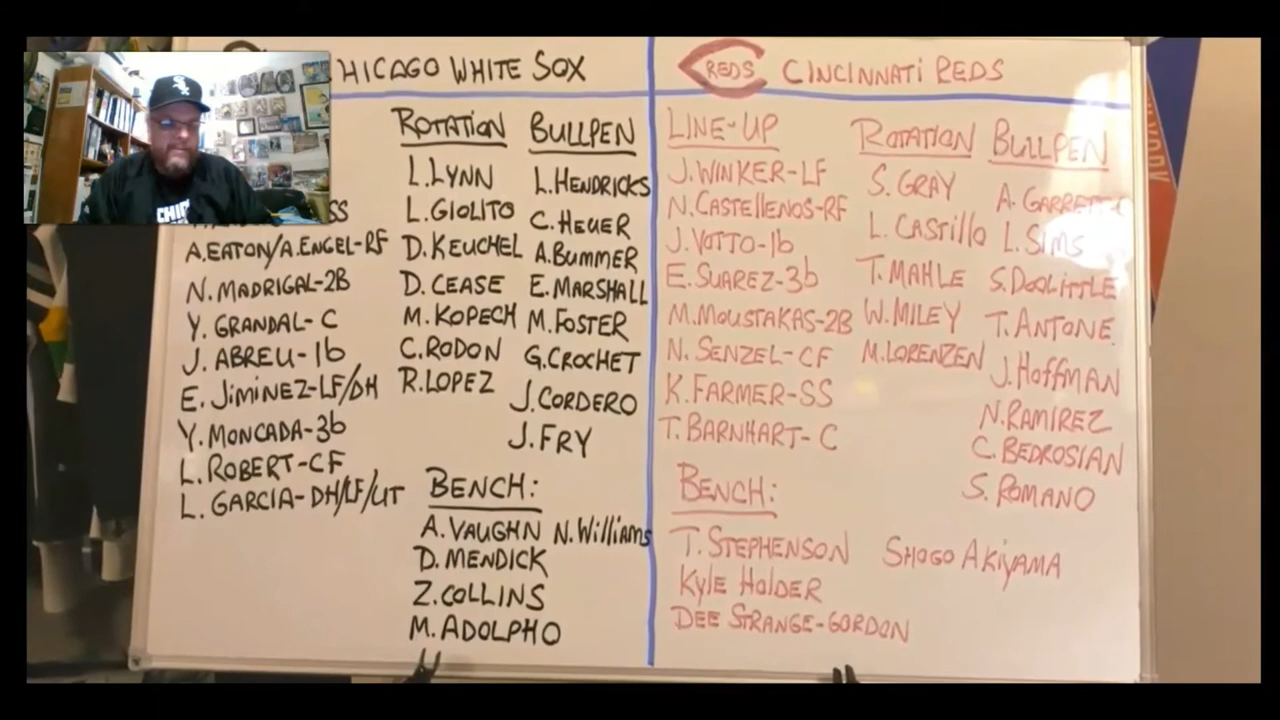 HICAGO WHITE SOX
SS
A.EATON/A.ENGEL-RF
N.MADRIGAL-2B
Y. GRANDAL-C
J. ABREU-1b
E. JiMiNEZ-LF/DH
Y. MONCADA-3b
L. ROBERT-CF
L. GARCIA-DH/LF/UT
ROTATION
L.LYNN
L.GIOLITO
D.KEUCHEL
D. CEASE
M.KOPECH
C.RODON
R.LOPEZ
BULLPEN
L.HENDRICKS
C.HEUER
A.BUMMER
E.MARSHALL
M.FOSTER
G.CROCHET
J.CORDERO
J.FRY
BENCH:
A.VAUGHN N.Williams
D.MENDICK
Z.COLLINS
M.ADOLPHO
REDS CiNCiNNATi REDS
LINE-UP
J.WINKER-LF
N.CASTELLENOS-RF
J.VOTTO-1b
E.SUAREZ-3b
M.MOUSTAKAS-2B
N. SENZEL-CF
K.FARMER-SS
T.BARNHART-C
ROTATION
S.GRAY
L.CASTillO
T.MAHLE
W.MILEY
M.LORENZEN
BULLPEN
A.GARRETT
L.SiMS
S.DOOLiTTLE
T.ANTONE
J.HoffMAN
N.RAMiREZ
C.BEDROSIAN
S.ROMANO
BENCH:
T.STEPHENSON SHOGO AKiYAMA
Kyle HolDER
DEE STRANGE-GORDON